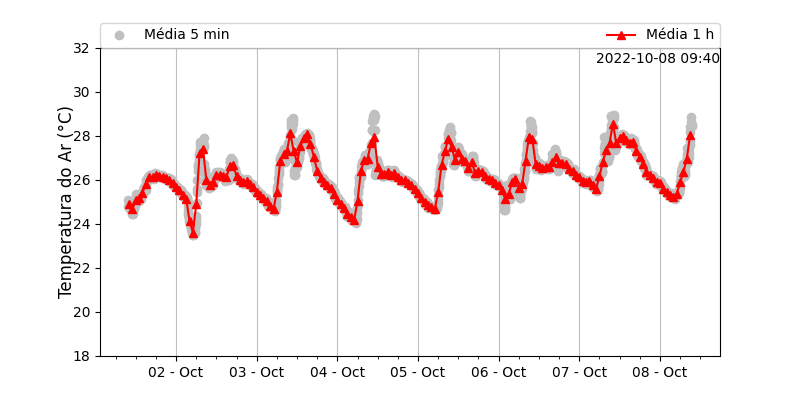 Média 5 min
Média 1 h
2022-10-08 09:40
Temperatura do Ar (°C)
32
30
28
26
24
22
20
18
02 - Oct
03 - Oct
04 - Oct
05 - Oct
06 - Oct
07 - Oct
08 - Oct